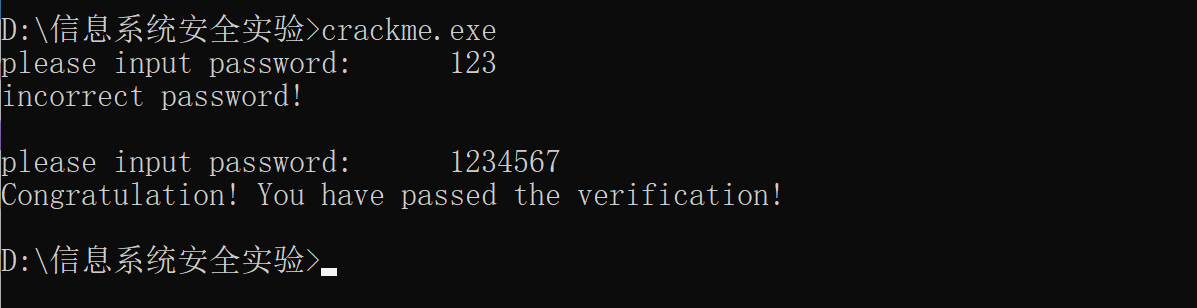 D:\信息系统安全实验>crackme.exe
please input password:      123
incorrect password!
please input password:      1234567
Congratulation! You have passed the verification!
D:\信息系统安全实验>